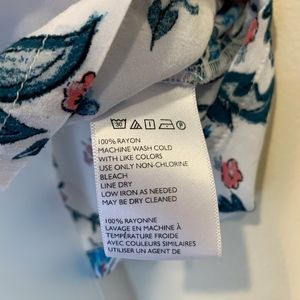 100% RAYON
MACHINE WASH COLD
WITH LIKE COLORS
USE ONLY NON-CHLORINE
BLEACH
LINE DRY
LOW IRON AS NEEDED
MAY BE DRY CLEANED
100% RAYONNE
LAVAGE EN MACHINE À
TEMPÉRATURE FROIDE
AVEC COULEURS SIMILAIRES
UTILISER UN AGENT DE